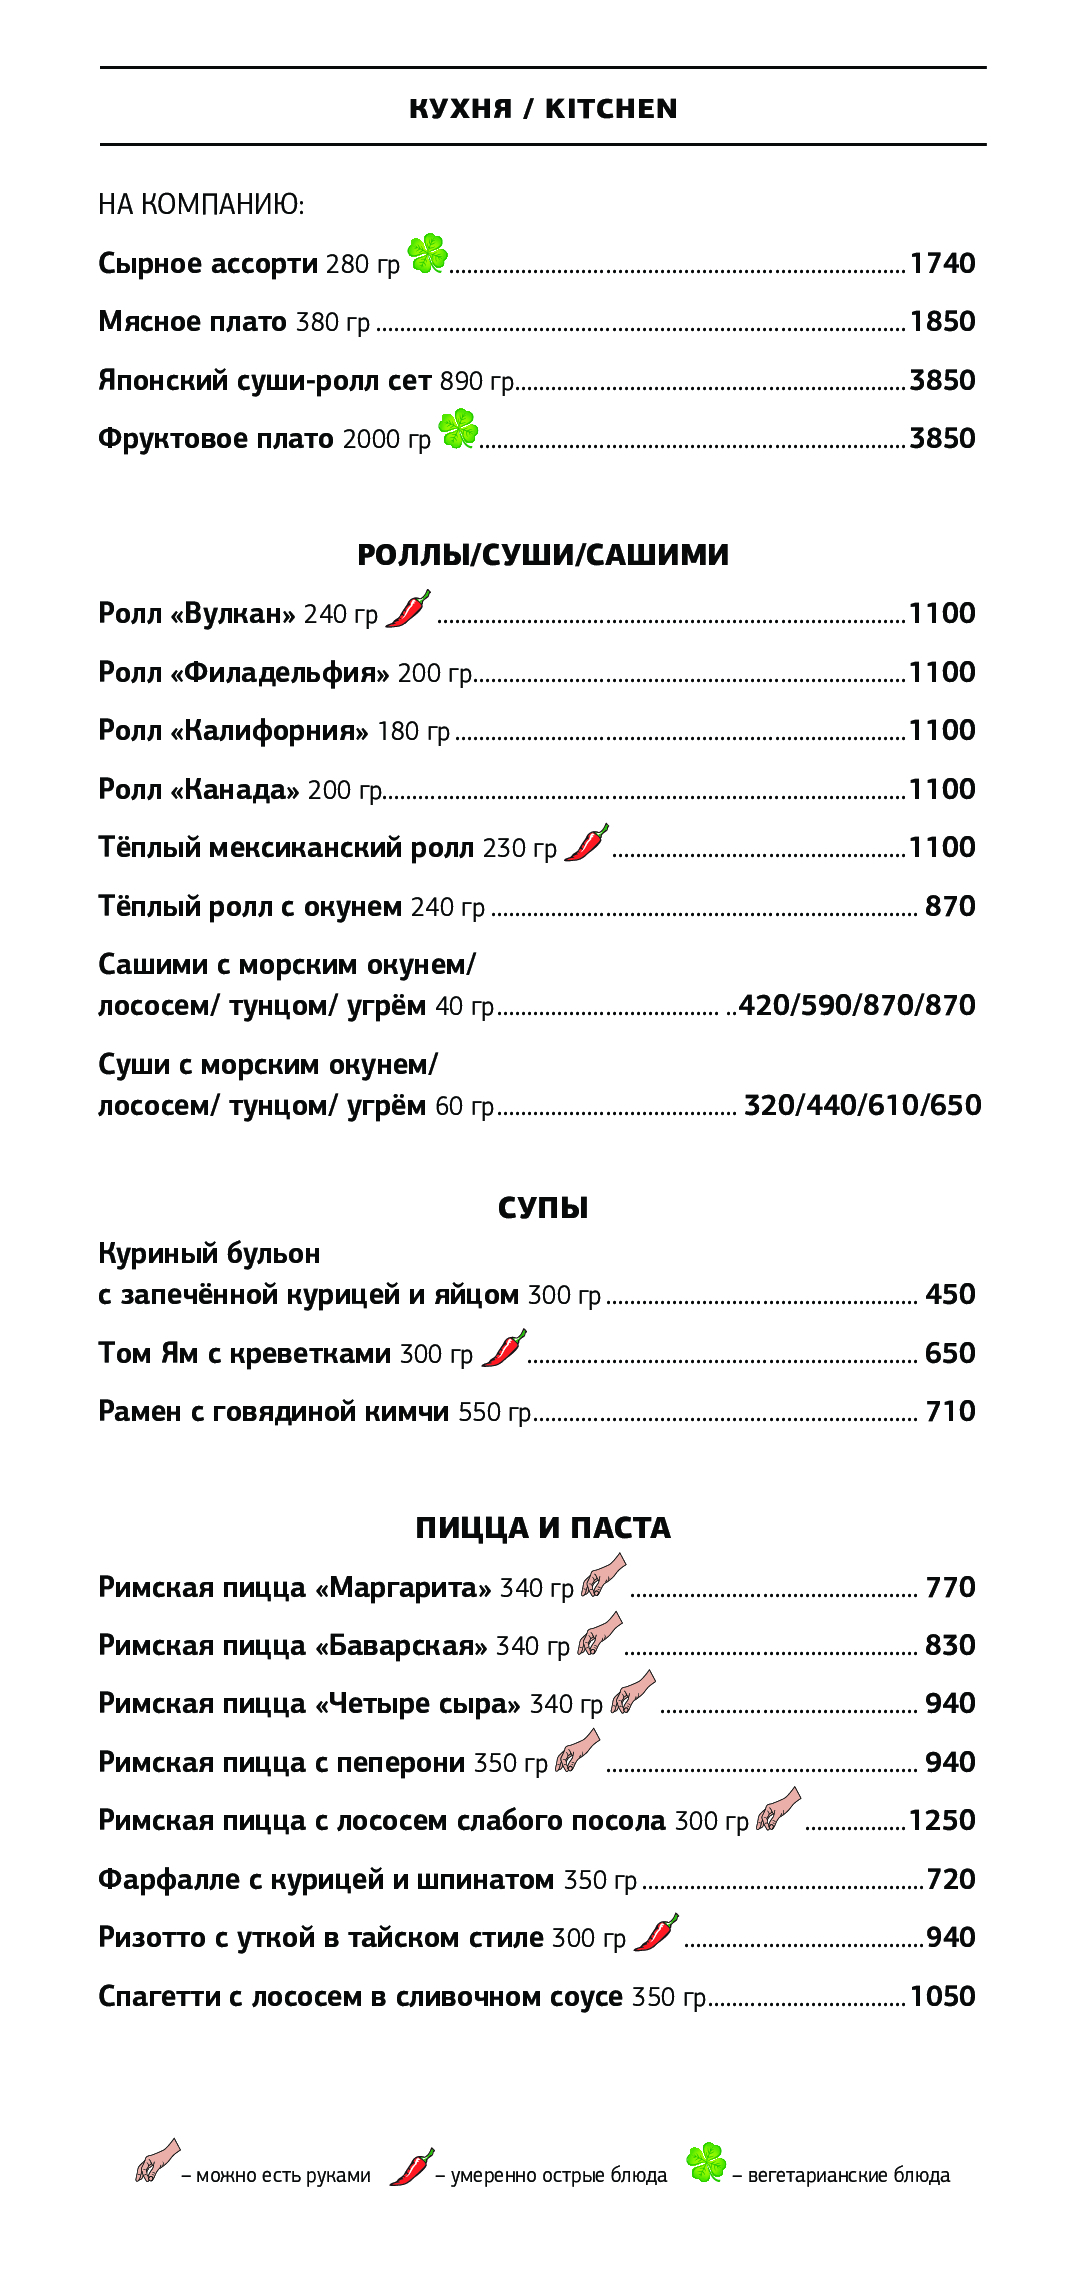 КУХНЯ / KITCHEN
НА КОМПАНИЮ:
Сырное ассорти 280 гр 1740
Мясное плато 380 гр 1850
Японский суши-ролл сет 890 гр 3850
Фруктовое плато 2000 гр 3850
РОЛЛЫ/СУШИ/САШИМИ
Ролл «Вулкан» 240 гр 1100
Ролл «Филадельфия» 200 гр 1100
Ролл «Калифорния» 180 гр 1100
Ролл «Канада» 200 гр 1100
Тёплый мексиканский ролл 230 гр 1100
Тёплый ролл с окунем 240 гр 870
Сашими с морским окунем/
лососем/ тунцом/ угрём 40 гр 420/590/870/870
Суши с морским окунем/
лососем/ тунцом/ угрём 60 гр 320/440/610/650
СУПЫ
Куриный бульон
с запечённой курицей и яйцом 300 гр 450
Том Ям с креветками 300 гр 650
Рамен с говядиной кимчи 550 гр 710
ПИЦЦА И ПАСТА
Римская пицца «Маргарита» 340 гр 770
Римская пицца «Баварская» 340 гр 830
Римская пицца «Четыре сыра» 340 гр 940
Римская пицца с пеперони 350 гр 940
Римская пицца с лососем слабого посола 300 гр 1250
Фарфалле с курицей и шпинатом 350 гр 720
Ризотто с уткой в тайском стиле 300 гр 940
Спагетти с лососем в сливочном соусе 350 гр 1050
– можно есть руками – умеренно острые блюда – вегетарианские блюда